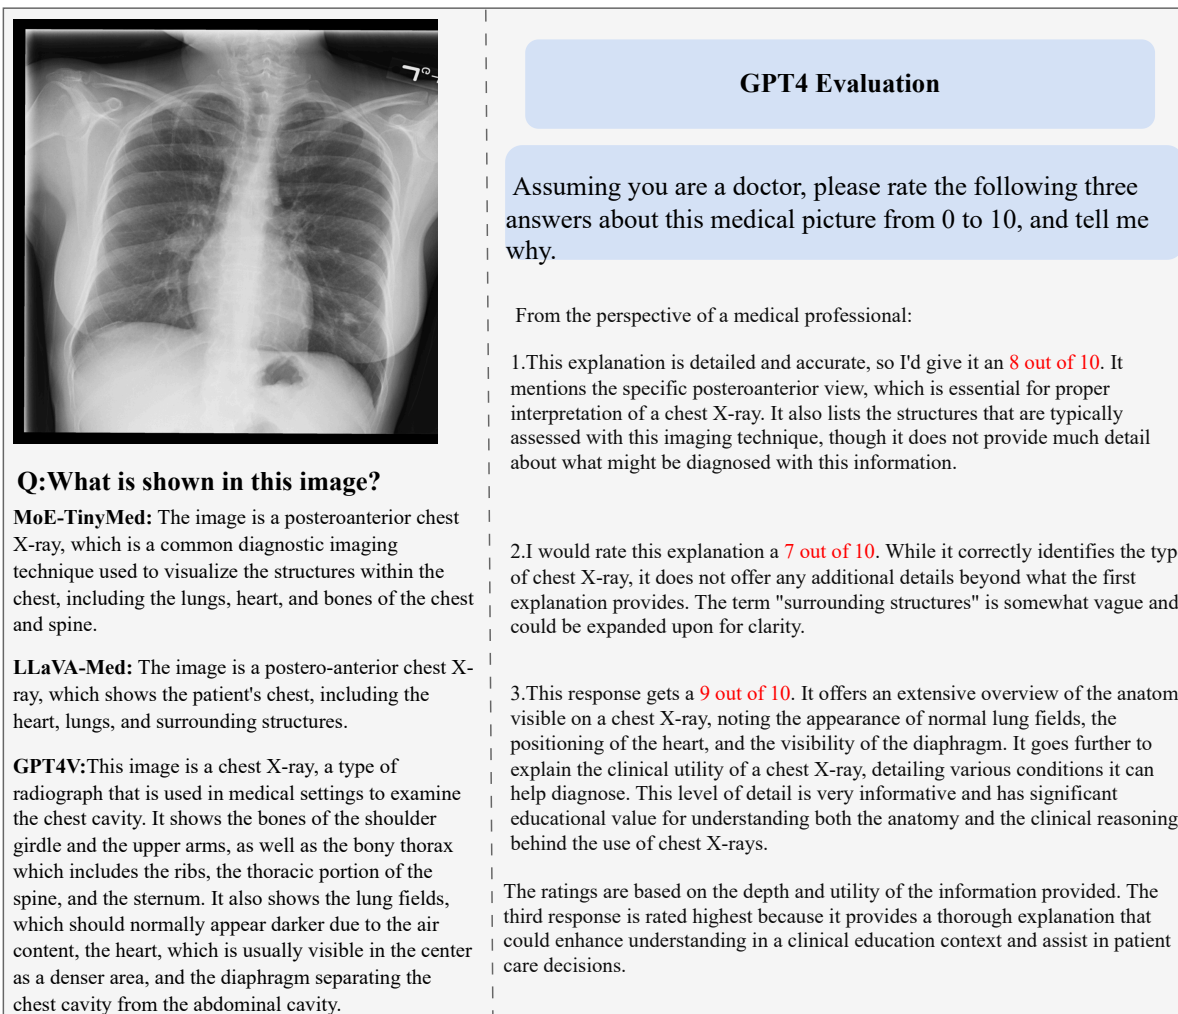 L
G
Q:What is shown in this image?
MoE-TinyMed: The image is a posteroanterior chest
X-ray, which is a common diagnostic imaging
technique used to visualize the structures within the
chest, including the lungs, heart, and bones of the chest
and spine.
LLaVA-Med: The image is a postero-anterior chest X-
ray, which shows the patient's chest, including the
heart, lungs, and surrounding structures.
GPT4V:This image is a chest X-ray, a type of
radiograph that is used in medical settings to examine
the chest cavity. It shows the bones of the shoulder
girdle and the upper arms, as well as the bony thorax
which includes the ribs, the thoracic portion of the
spine, and the sternum. It also shows the lung fields,
which should normally appear darker due to the air
content, the heart, which is usually visible in the center
as a denser area, and the diaphragm separating the
chest cavity from the abdominal cavity.
GPT4 Evaluation
Assuming you are a doctor, please rate the following three
answers about this medical picture from 0 to 10, and tell me
why.
From the perspective of a medical professional:
1.This explanation is detailed and accurate, so I'd give it an 8 out of 10. It
mentions the specific posteroanterior view, which is essential for proper
interpretation of a chest X-ray. It also lists the structures that are typically
assessed with this imaging technique, though it does not provide much detail
about what might be diagnosed with this information.
2.I would rate this explanation a 7 out of 10. While it correctly identifies the typ
of chest X-ray, it does not offer any additional details beyond what the first
explanation provides. The term "surrounding structures" is somewhat vague and
could be expanded upon for clarity.
3.This response gets a 9 out of 10. It offers an extensive overview of the anatom
visible on a chest X-ray, noting the appearance of normal lung fields, the
positioning of the heart, and the visibility of the diaphragm. It goes further to
explain the clinical utility of a chest X-ray, detailing various conditions it can
help diagnose. This level of detail is very informative and has significant
educational value for understanding both the anatomy and the clinical reasoning
behind the use of chest X-rays.
The ratings are based on the depth and utility of the information provided. The
third response is rated highest because it provides a thorough explanation that
could enhance understanding in a clinical education context and assist in patient
care decisions.